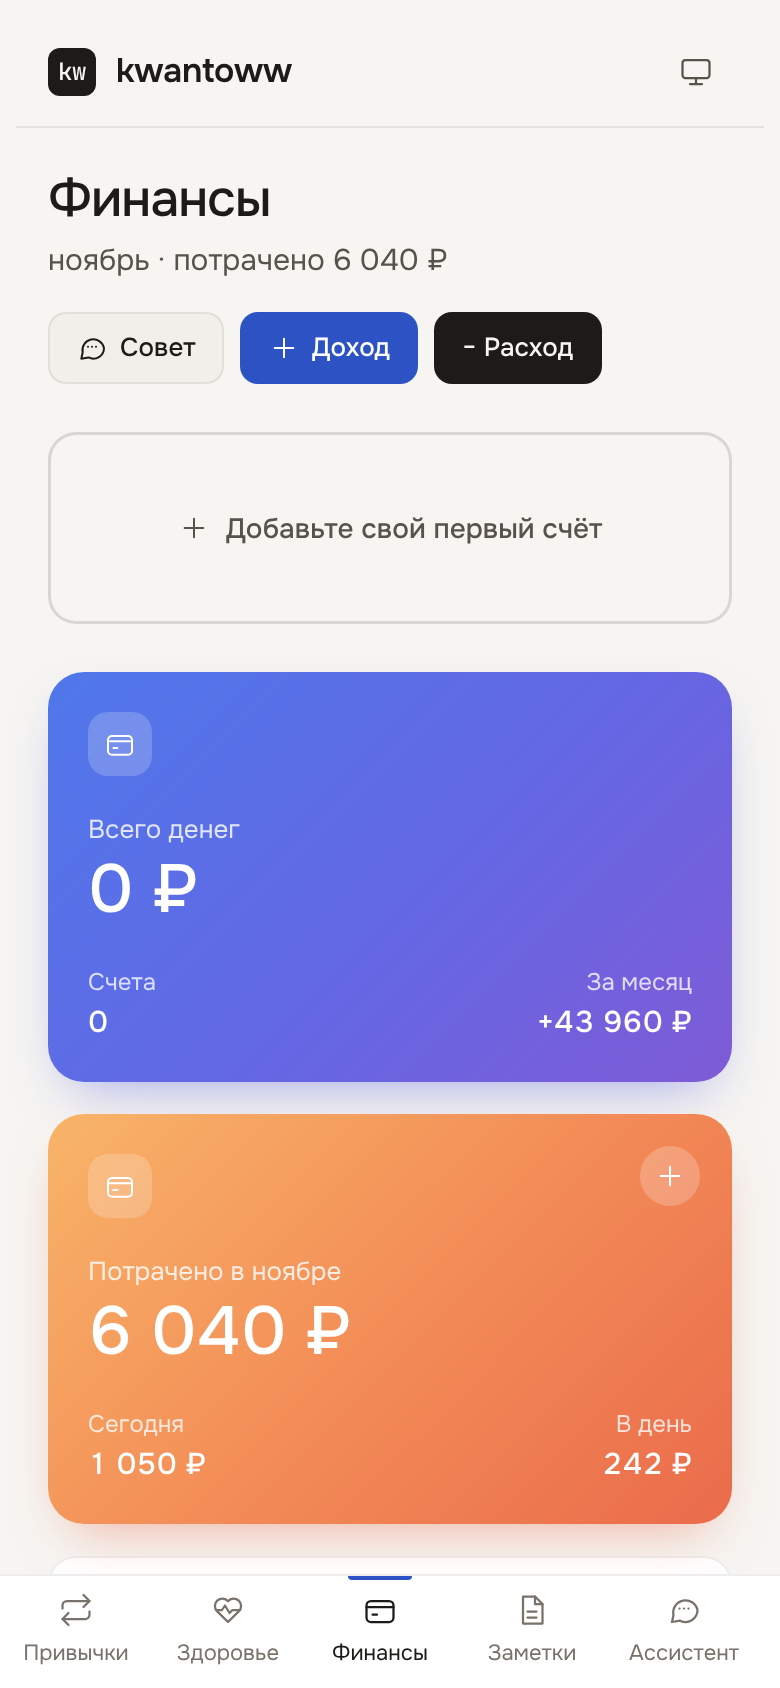 kw kwantoww
Финансы
ноябрь · потрачено 6 040 ₽
Совет + Доход - Расход
+ Добавьте свой первый счёт
Всего денег
0 ₽
Счета За месяц
0 +43 960 ₽
+
Потрачено в ноябре
6 040 ₽
Сегодня В день
1 050 ₽ 242 ₽
Привычки Здоровье Финансы Заметки Ассистент